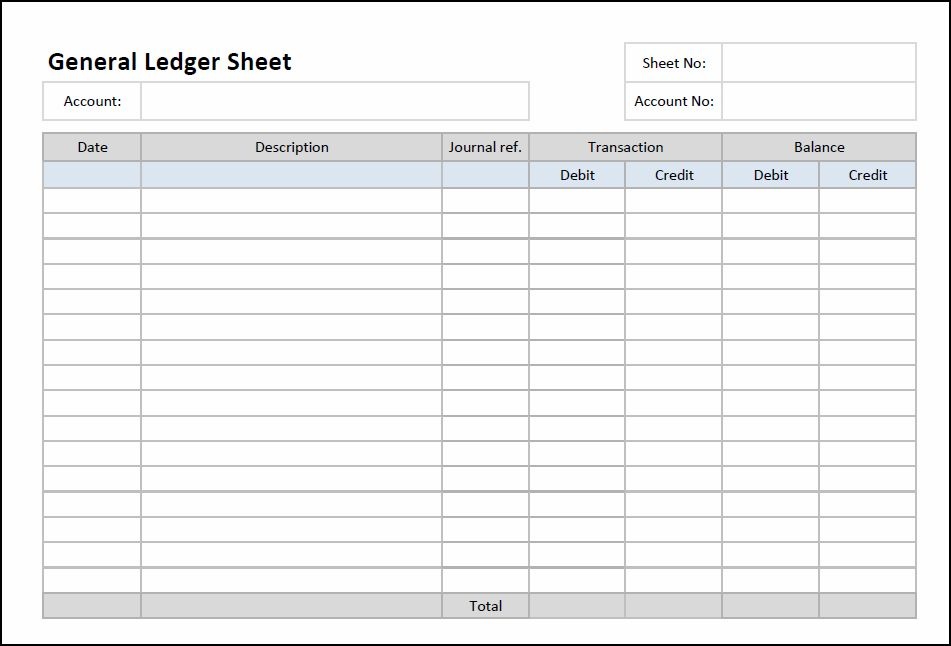 General Ledger Sheet
Sheet No:
Account:
Account No:
Date Description Journal ref. Transaction Balance
Debit Credit Debit Credit
Total